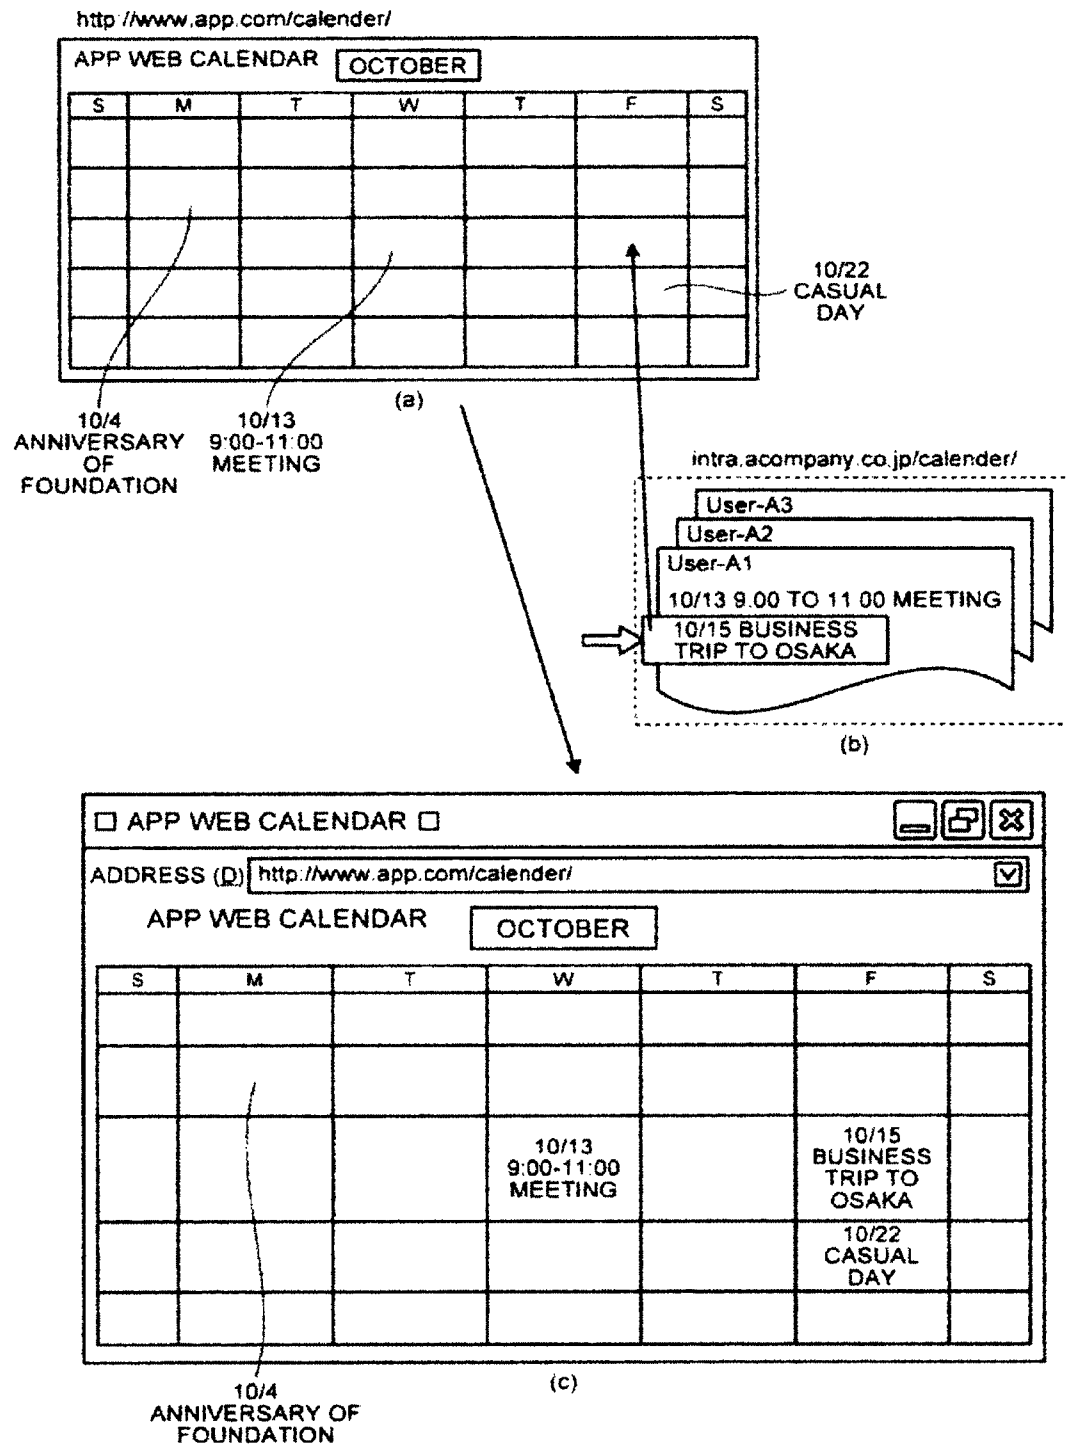 http://www.app.com/calender/
APP WEB CALENDAR OCTOBER
S M T W T F S
10/22
CASUAL
DAY
(a)
10/4
ANNIVERSARY
OF
FOUNDATION
10/13
9:00-11:00
MEETING
intra.acompany.co.jp/calender/
User-A3
User-A2
User-A1
10/13 9.00 TO 11 00 MEETING
10/15 BUSINESS
TRIP TO OSAKA
(b)
APP WEB CALENDAR
ADDRESS (D) http://www.app.com/calender/
APP WEB CALENDAR OCTOBER
S M T W T F S
10/13
9:00-11:00
MEETING
10/15
BUSINESS
TRIP TO
OSAKA
10/22
CASUAL
DAY
(c)
10/4
ANNIVERSARY OF
FOUNDATION